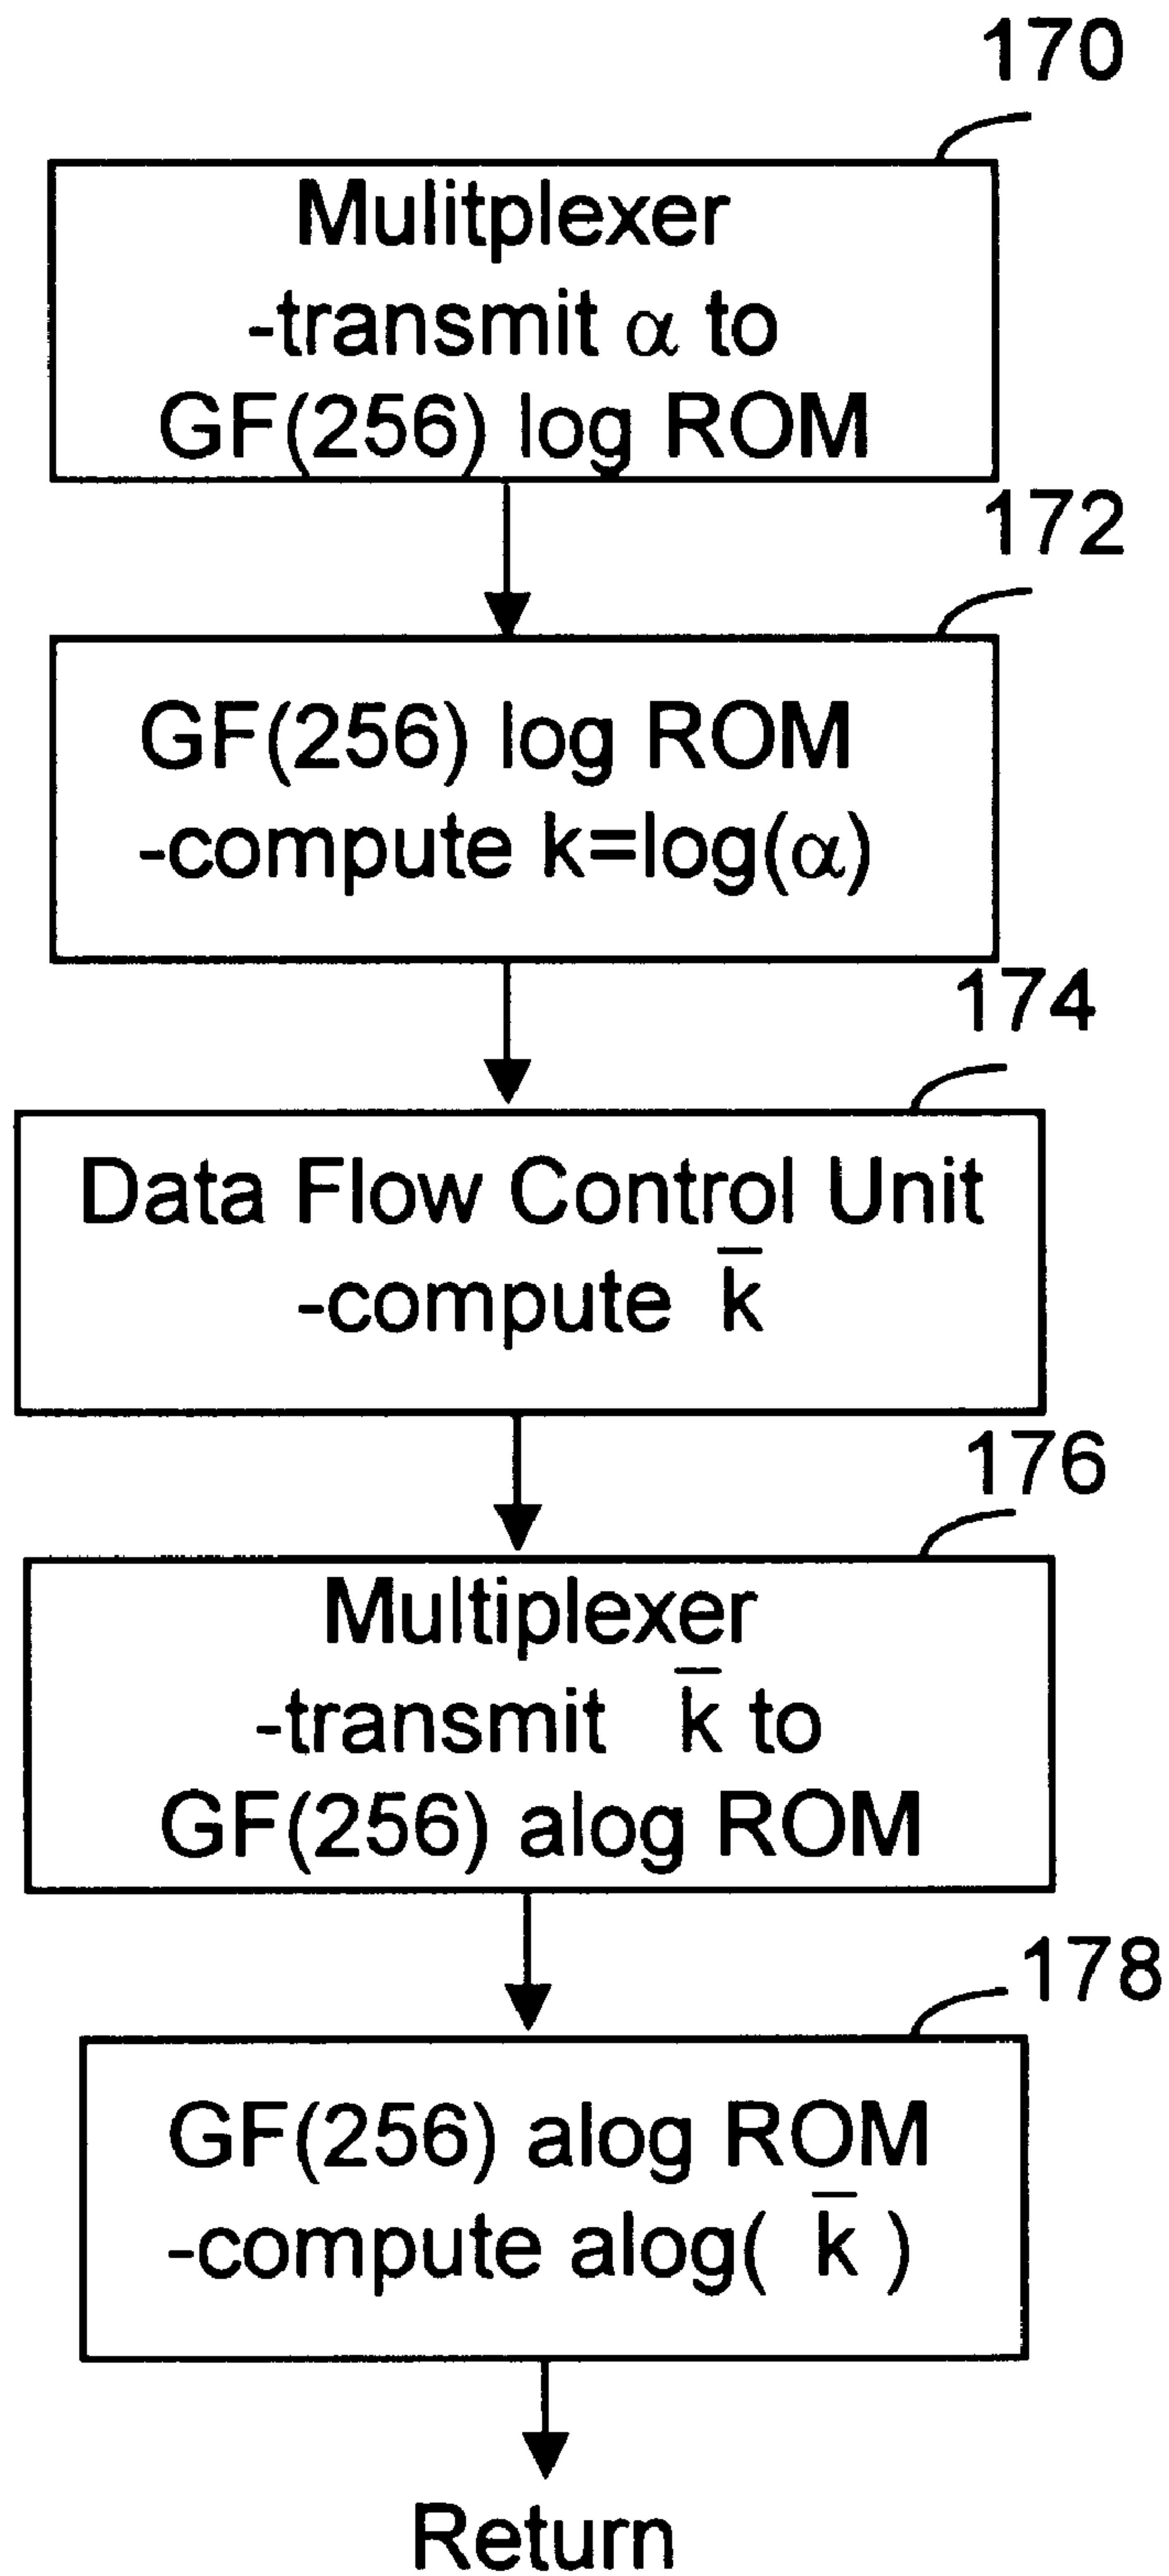 170
Mulitplexer
-transmit α to
GF(256) log ROM
172
GF(256) log ROM
-compute k=log(α)
174
Data Flow Control Unit
-compute k̅
176
Multiplexer
-transmit k̅ to
GF(256) alog ROM
178
GF(256) alog ROM
-compute alog( k̅ )
Return